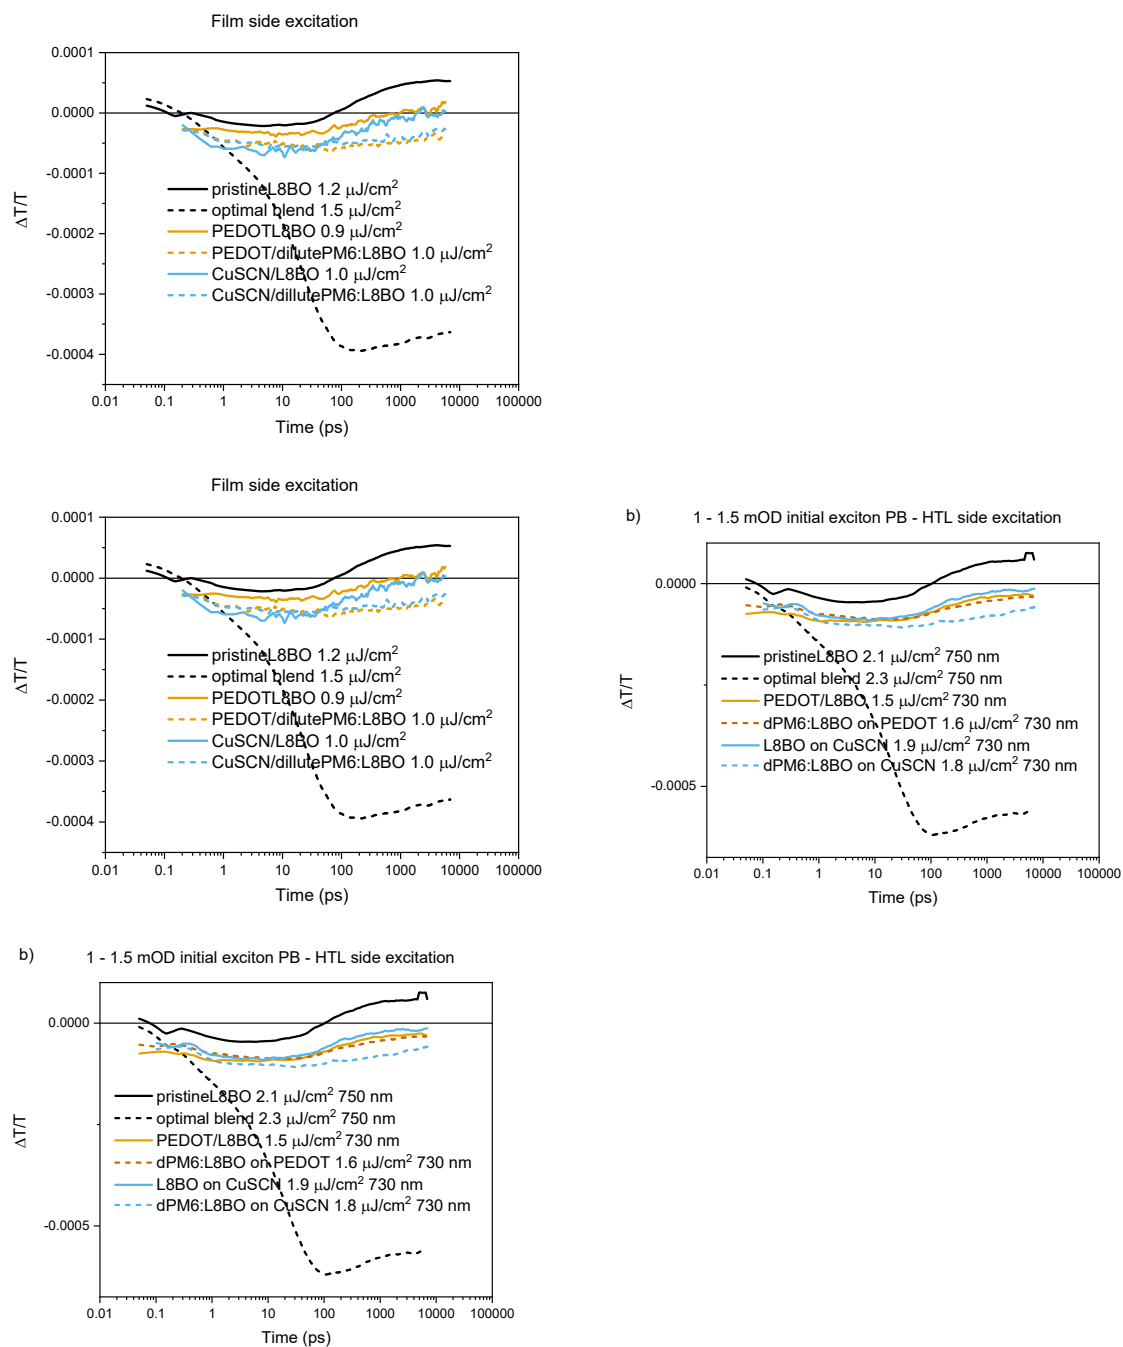 Film side excitation
0.0001
0.0000
-0.0001
-0.0002
-0.0003
-0.0004
ΔT/T
pristineL8BO 1.2 μJ/cm²
optimal blend 1.5 μJ/cm²
PEDOTL8BO 0.9 μJ/cm²
PEDOT/dillutePM6:L8BO 1.0 μJ/cm²
CuSCN/L8BO 1.0 μJ/cm²
CuSCN/dillutePM6:L8BO 1.0 μJ/cm²
0.01 0.1 1 10 100 1000 10000 100000
Time (ps)
Film side excitation
0.0001
0.0000
-0.0001
-0.0002
-0.0003
-0.0004
ΔT/T
pristineL8BO 1.2 μJ/cm²
optimal blend 1.5 μJ/cm²
PEDOTL8BO 0.9 μJ/cm²
PEDOT/dillutePM6:L8BO 1.0 μJ/cm²
CuSCN/L8BO 1.0 μJ/cm²
CuSCN/dillutePM6:L8BO 1.0 μJ/cm²
0.01 0.1 1 10 100 1000 10000 100000
Time (ps)
b) 1 - 1.5 mOD initial exciton PB - HTL side excitation
0.0000
-0.0005
ΔT/T
pristineL8BO 2.1 μJ/cm² 750 nm
optimal blend 2.3 μJ/cm² 750 nm
PEDOT/L8BO 1.5 μJ/cm² 730 nm
dPM6:L8BO on PEDOT 1.6 μJ/cm² 730 nm
L8BO on CuSCN 1.9 μJ/cm² 730 nm
dPM6:L8BO on CuSCN 1.8 μJ/cm² 730 nm
0.01 0.1 1 10 100 1000 10000 100000
Time (ps)
b) 1 - 1.5 mOD initial exciton PB - HTL side excitation
0.0000
-0.0005
ΔT/T
pristineL8BO 2.1 μJ/cm² 750 nm
optimal blend 2.3 μJ/cm² 750 nm
PEDOT/L8BO 1.5 μJ/cm² 730 nm
dPM6:L8BO on PEDOT 1.6 μJ/cm² 730 nm
L8BO on CuSCN 1.9 μJ/cm² 730 nm
dPM6:L8BO on CuSCN 1.8 μJ/cm² 730 nm
0.01 0.1 1 10 100 1000 10000 100000
Time (ps)